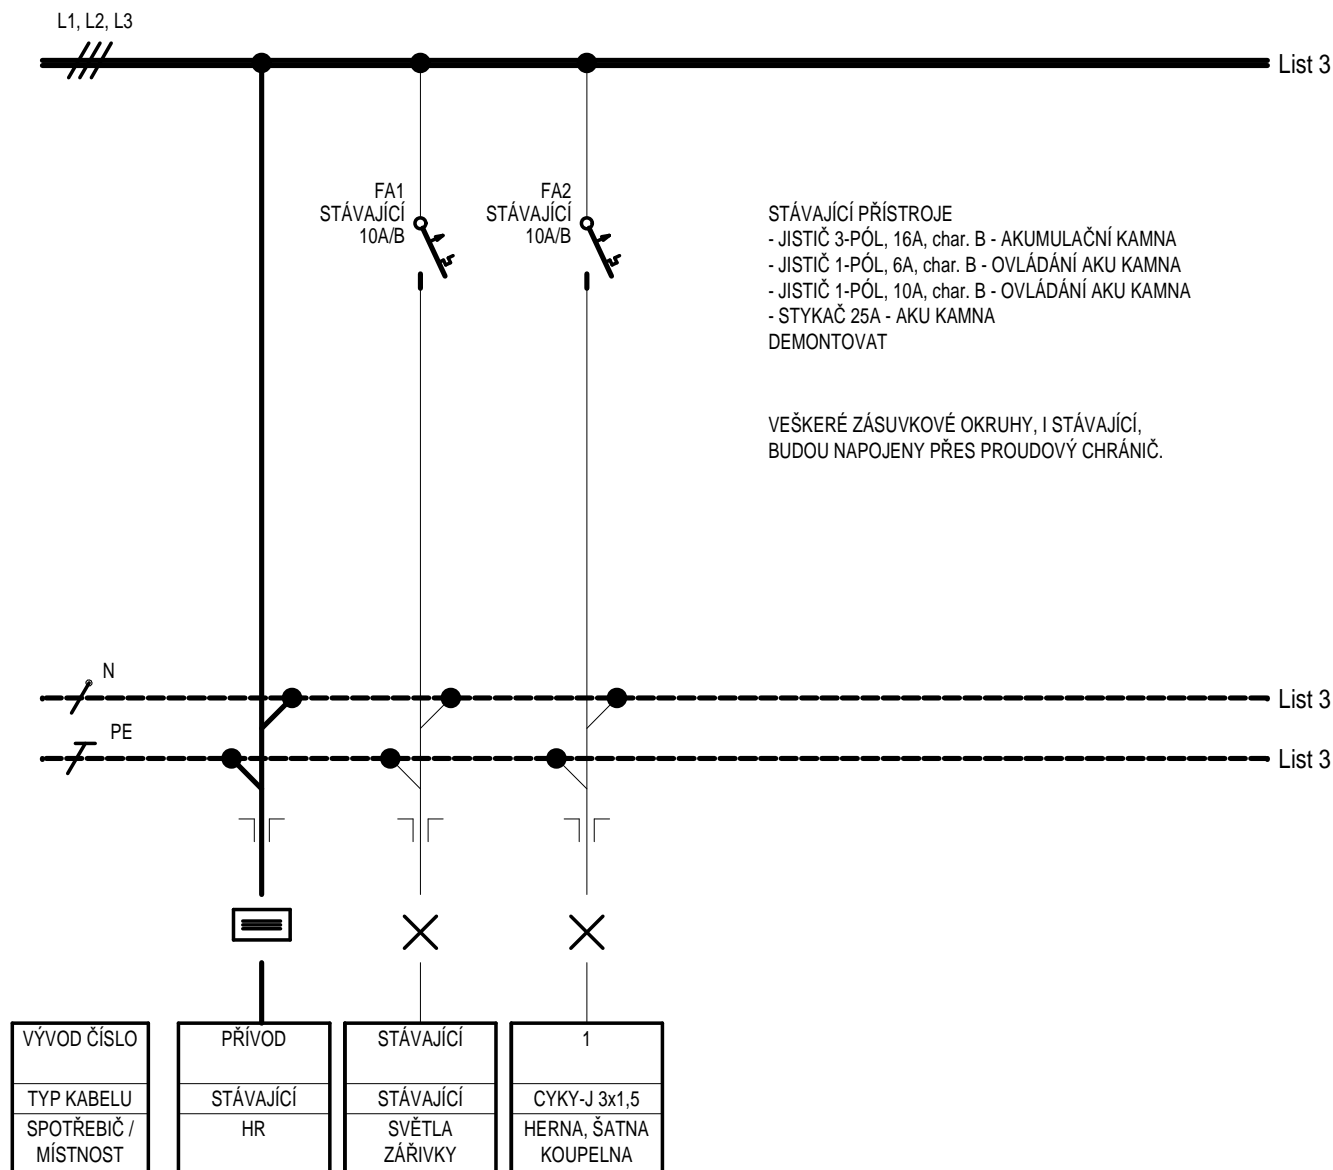 L1, L2, L3
List 3
FA1
STÁVAJÍCÍ
10A/B
FA2
STÁVAJÍCÍ
10A/B
STÁVAJÍCÍ PŘÍSTROJE
- JISTIČ 3-PÓL, 16A, char. B - AKUMULAČNÍ KAMNA
- JISTIČ 1-PÓL, 6A, char. B - OVLÁDÁNÍ AKU KAMNA
- JISTIČ 1-PÓL, 10A, char. B - OVLÁDÁNÍ AKU KAMNA
- STYKAČ 25A - AKU KAMNA
DEMONTOVAT
VEŠKERÉ ZÁSUVKOVÉ OKRUHY, I STÁVAJÍCÍ,
BUDOU NAPOJENY PŘES PROUDOVÝ CHRÁNIČ.
N
List 3
PE
List 3
VÝVOD ČÍSLO
PŘÍVOD
STÁVAJÍCÍ
1
TYP KABELU
STÁVAJÍCÍ
STÁVAJÍCÍ
CYKY-J 3x1,5
SPOTŘEBIČ /
MÍSTNOST
HR
SVĚTLA
ZÁŘIVKY
HERNA, ŠATNA
KOUPELNA